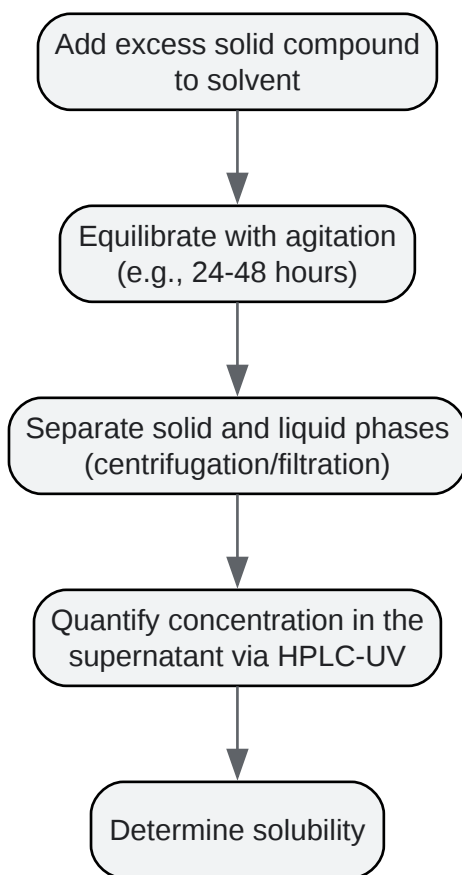 Add excess solid compound
to solvent
Equilibrate with agitation
(e.g., 24-48 hours)
Separate solid and liquid phases
(centrifugation/filtration)
Quantify concentration in the
supernatant via HPLC-UV
Determine solubility